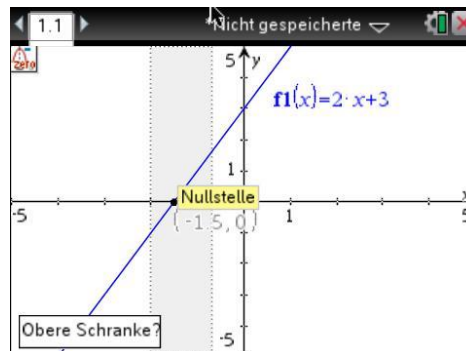 1.1
*Nicht gespeicherte
zero
5
y
f1(x)=2·x+3
1
Nullstelle
x
-5
(-1.5, 0)
1
5
Obere Schranke?
-5